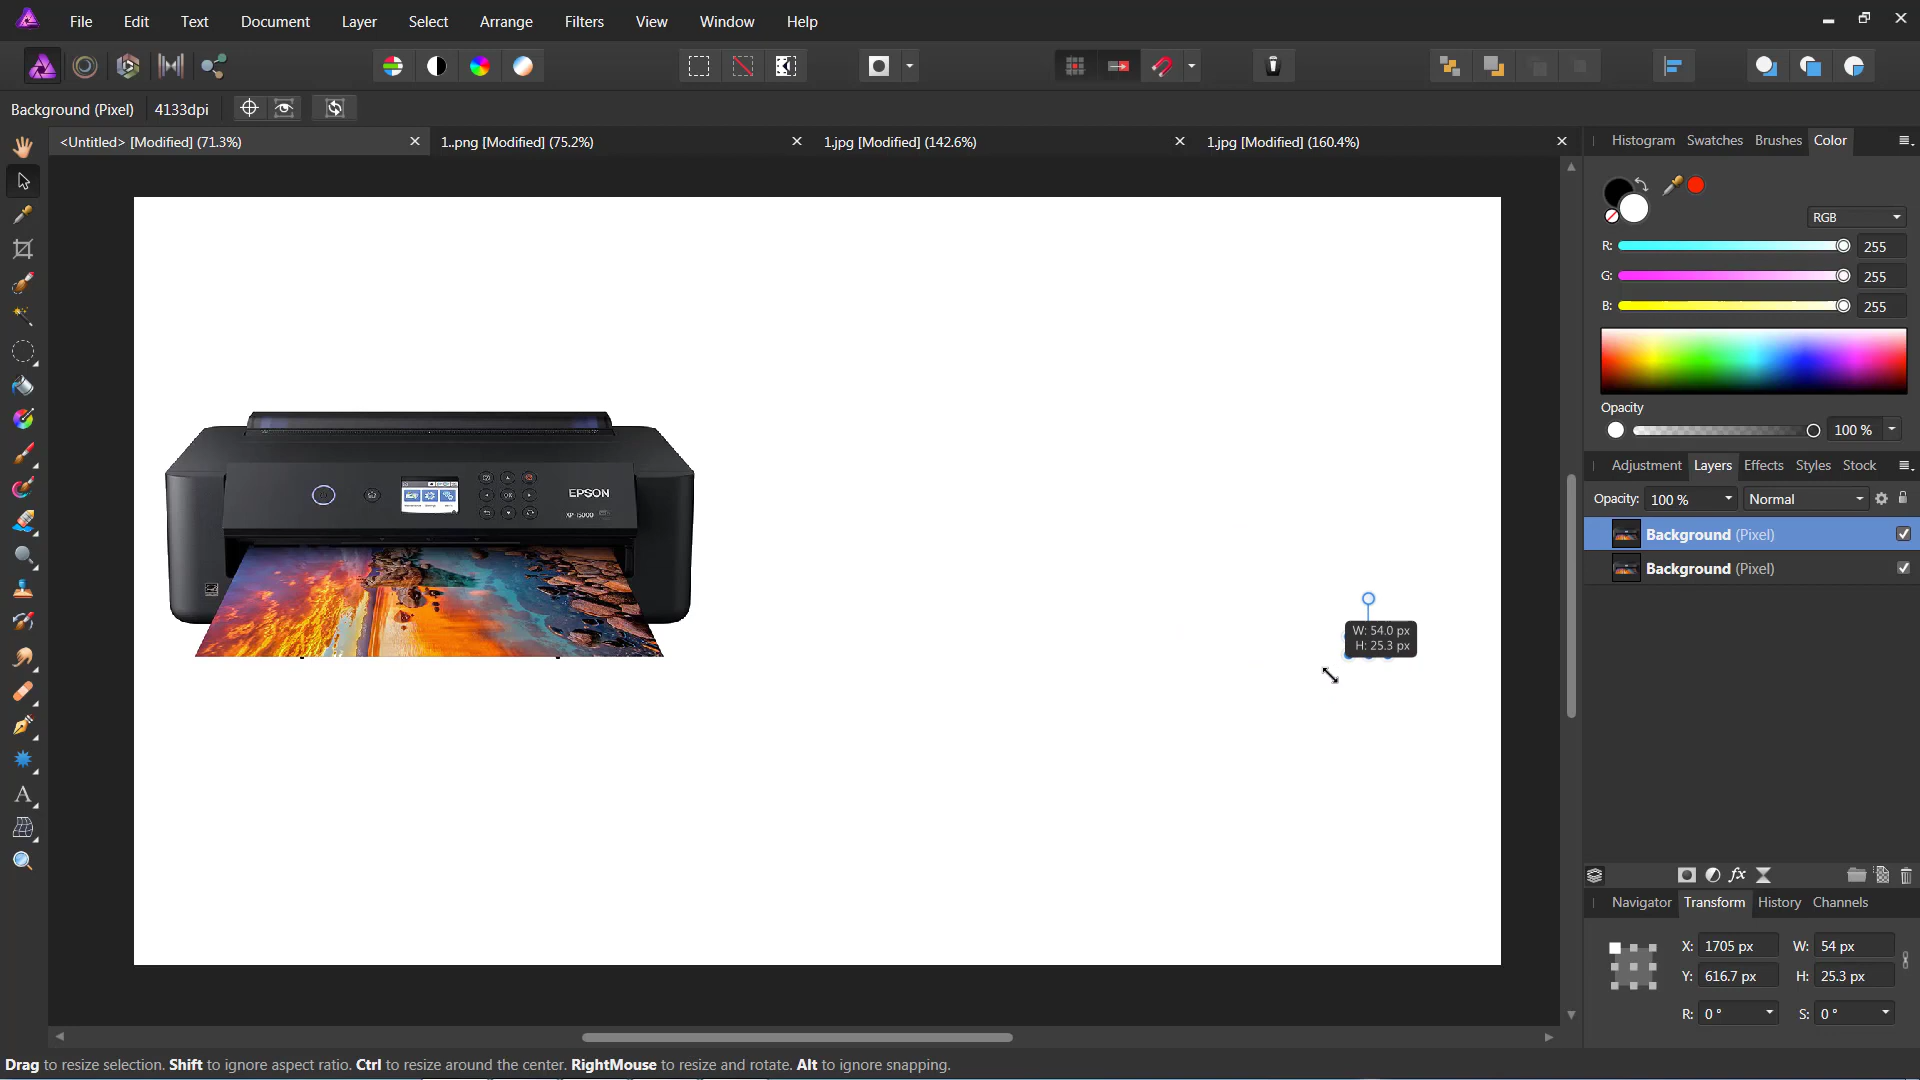 File Edit Text Document Layer Select Arrange Filters View Window Help
Background (Pixel) 4133dpi
<Untitled> [Modified] (71.3%) 1..png [Modified] (75.2%) 1.jpg [Modified] (142.6%) 1.jpg [Modified] (160.4%)
Histogram Swatches Brushes Color
RGB
R: 255
G: 255
B: 255
Opacity
100 %
Adjustment Layers Effects Styles Stock
Opacity: 100 % Normal
Background (Pixel)
Background (Pixel)
EPSON
W: 54.0 px
H: 25.3 px
Navigator Transform History Channels
X: 1705 px W: 54 px
Y: 616.7 px H: 25.3 px
R: 0 ° S: 0 °
Drag to resize selection. Shift to ignore aspect ratio. Ctrl to resize around the center. RightMouse to resize and rotate. Alt to ignore snapping.